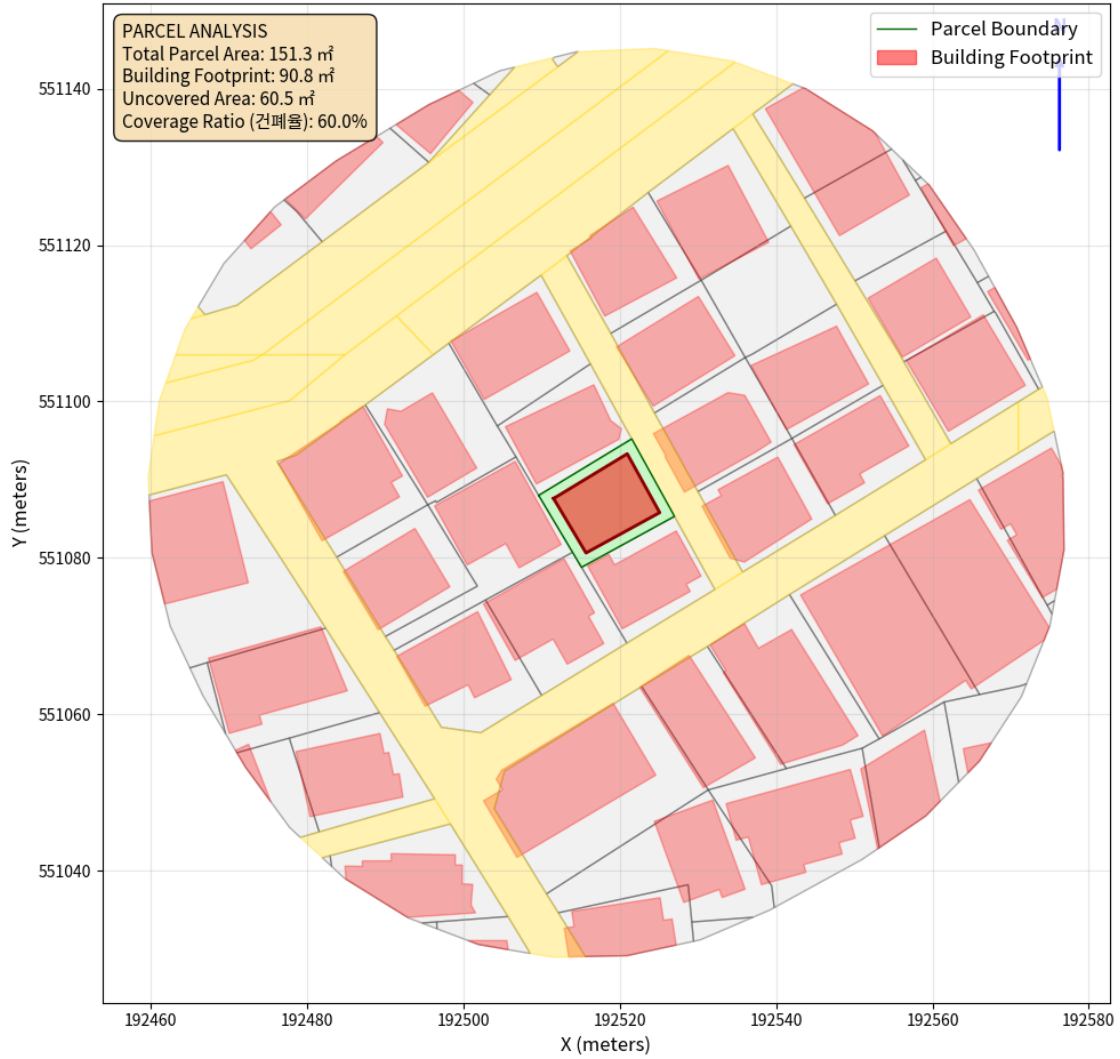 PARCEL ANALYSIS
Total Parcel Area: 151.3 ㎡
Building Footprint: 90.8 ㎡
Uncovered Area: 60.5 ㎡
Coverage Ratio (건폐율): 60.0%
Parcel Boundary
Building Footprint
N
551140
551120
551100
551080
551060
551040
Y (meters)
192460
192480
192500
192520
192540
192560
192580
X (meters)